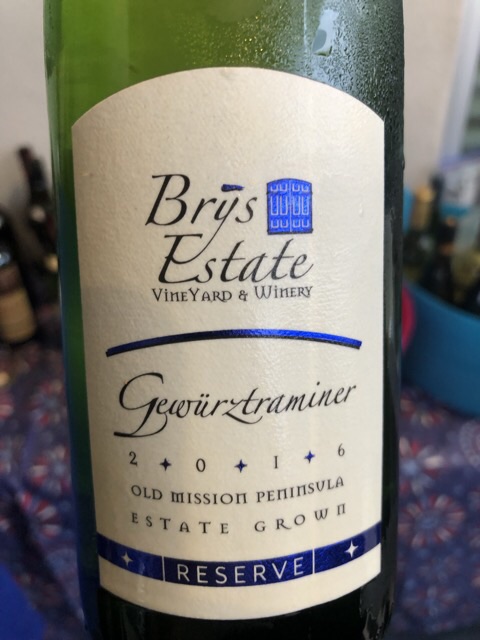 Brys
Estate
VineYard & Winery
Gewürztraminer
2 ✦ 0 ✦ 1 ✦ 6
OLD MISSION PENINSULA
ESTATE GROWN
RESERVE